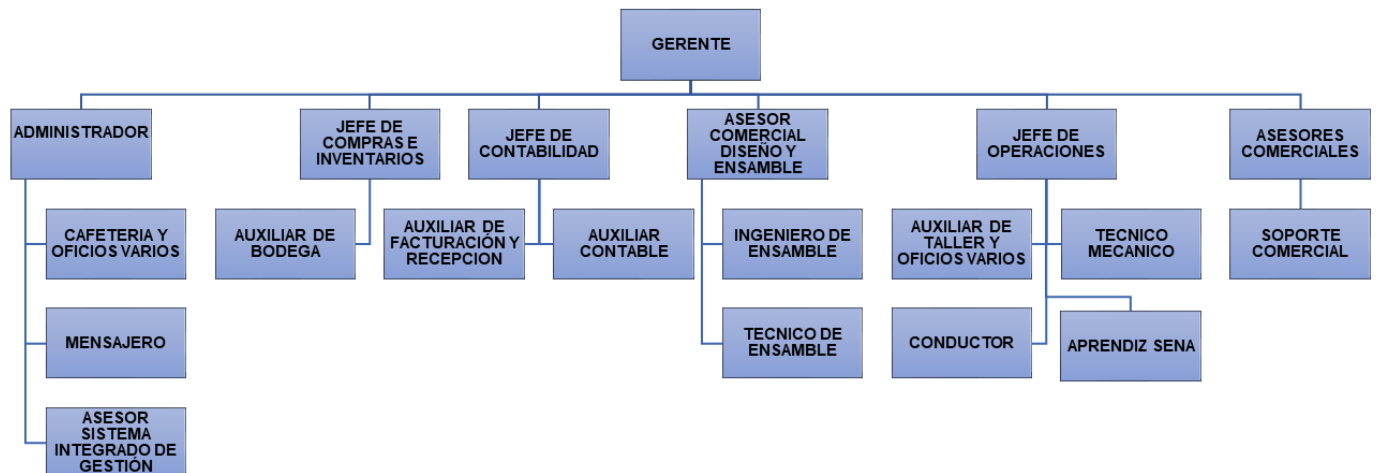 GERENTE
ADMINISTRADOR
JEFE DE
COMPRAS E
INVENTARIOS
JEFE DE
CONTABILIDAD
ASESOR
COMERCIAL
DISEÑO Y
ENSAMBLE
JEFE DE
OPERACIONES
ASESORES
COMERCIALES
CAFETERIA Y
OFICIOS VARIOS
AUXILIAR DE
BODEGA
AUXILIAR DE
FACTURACIÓN Y
RECEPCION
AUXILIAR
CONTABLE
INGENIERO DE
ENSAMBLE
AUXILIAR DE
TALLER Y
OFICIOS VARIOS
TECNICO
MECANICO
SOPORTE
COMERCIAL
MENSAJERO
TECNICO DE
ENSAMBLE
CONDUCTOR
APRENDIZ SENA
ASESOR
SISTEMA
INTEGRADO DE
GESTIÓN